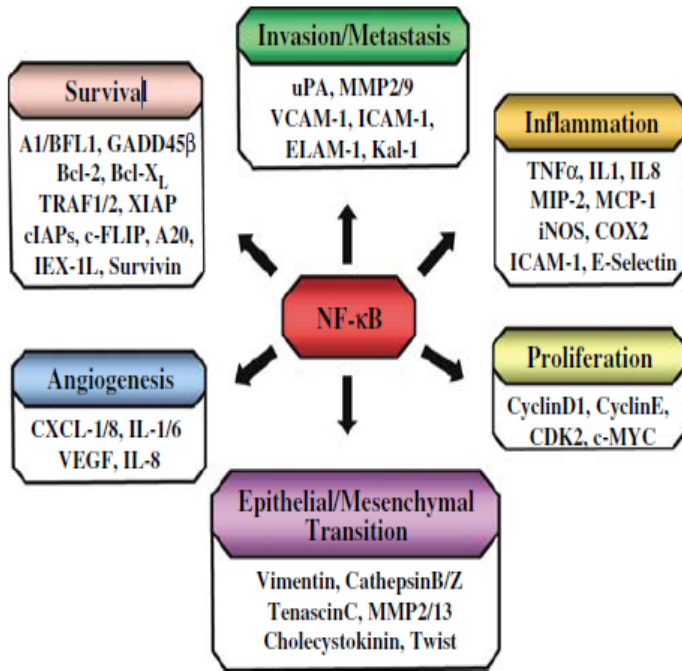 Invasion/Metastasis
uPA, MMP2/9
VCAM-1, ICAM-1,
ELAM-1, Kal-1
Survival
A1/BFL1, GADD45β
Bcl-2, Bcl-X_L
TRAF1/2, XIAP
cIAPs, c-FLIP, A20,
IEX-1L, Survivin
Inflammation
TNFα, IL1, IL8
MIP-2, MCP-1
iNOS, COX2
ICAM-1, E-Selectin
NF-κB
Angiogenesis
CXCL-1/8, IL-1/6
VEGF, IL-8
Proliferation
CyclinD1, CyclinE,
CDK2, c-MYC
Epithelial/Mesenchymal
Transition
Vimentin, CathepsinB/Z
TenascinC, MMP2/13
Cholecystokinin, Twist